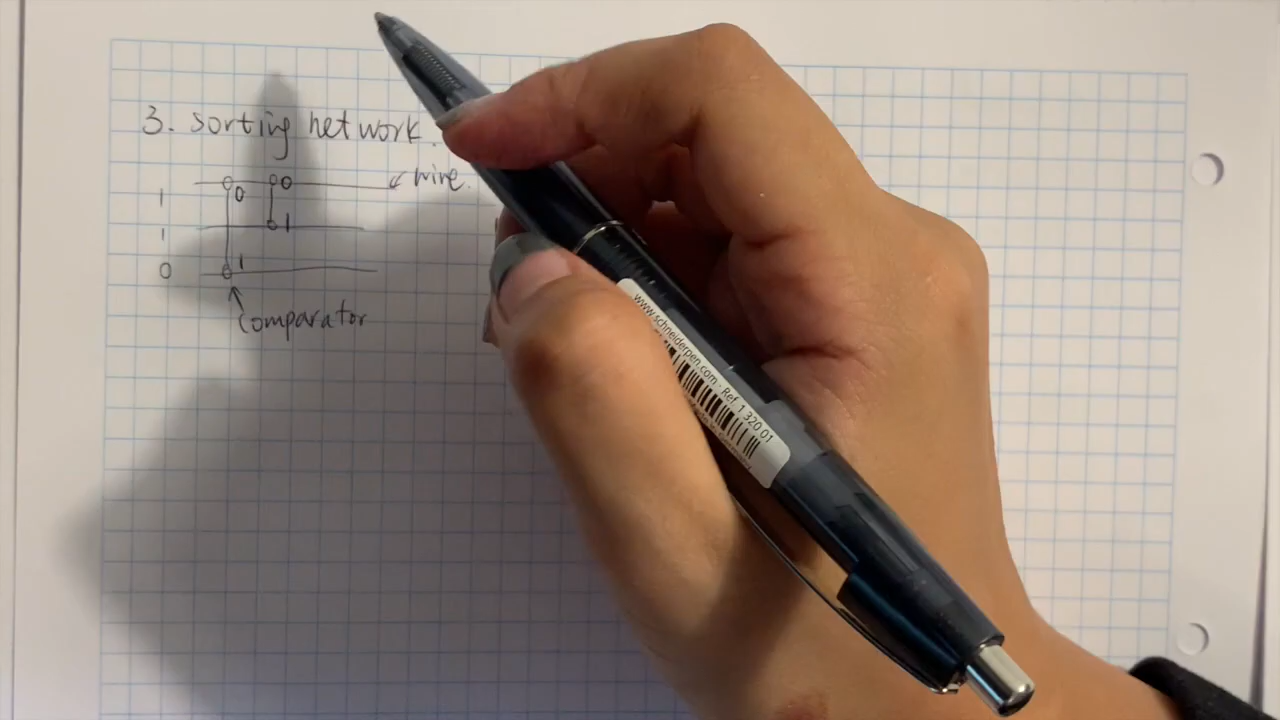 3. sorting network.
wire.
1 0 0
1 1
0 1
comparator
www.schneiderpen.com - Ref. 1 320 01